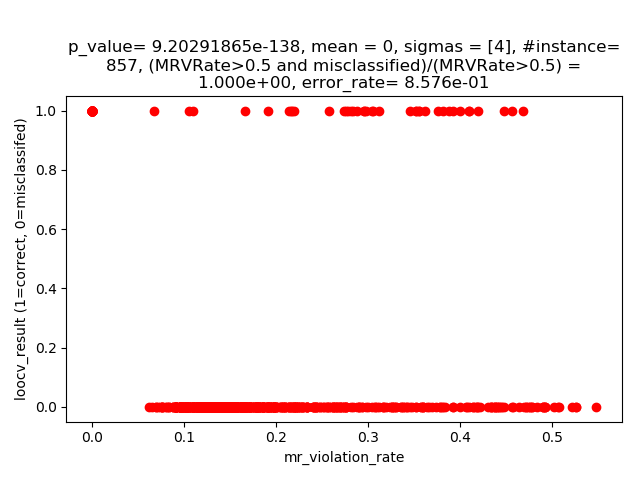 p_value= 9.20291865e-138, mean = 0, sigmas = [4], #instance=
857, (MRVRate>0.5 and misclassified)/(MRVRate>0.5) =
1.000e+00, error_rate= 8.576e-01
1.0
0.8
0.6
0.4
0.2
0.0
loocv_result (1=correct, 0=misclassifed)
0.0 0.1 0.2 0.3 0.4 0.5
mr_violation_rate